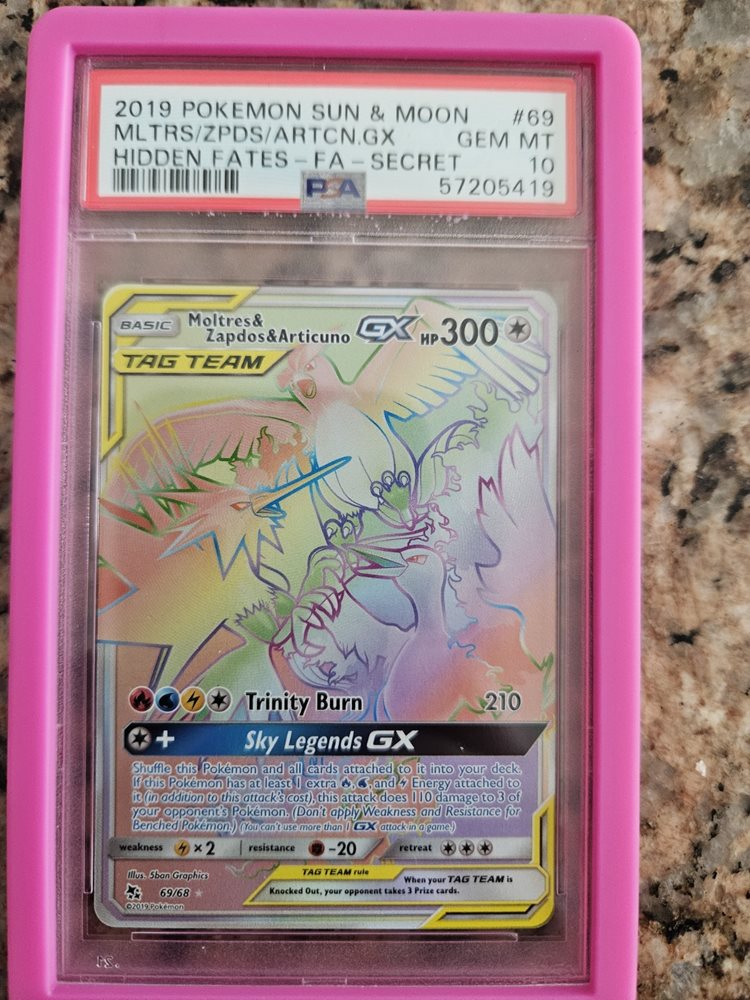 2019 POKEMON SUN & MOON #69
MLTRS/ZPDS/ARTCN.GX GEM MT
HIDDEN FATES-FA-SECRET 10
PSA 57205419
BASIC Moltres& Zapdos&Articuno GX HP 300
TAG TEAM
Trinity Burn 210
+ Sky Legends GX
Shuffle this Pokémon and all cards attached to it into your deck.
If this Pokémon has at least 1 extra , , and Energy attached to
it (in addition to this attack's cost), this attack does 110 damage to 3 of
your opponent's Pokémon. (Don't apply Weakness and Resistance for
Benched Pokémon.) (You can't use more than 1 GX attack in a game.)
weakness ×2 resistance -20 retreat
Illus. 5ban Graphics
TAG TEAM rule
When your TAG TEAM is
Knocked Out, your opponent takes 3 Prize cards.
69/68
©2019 Pokémon